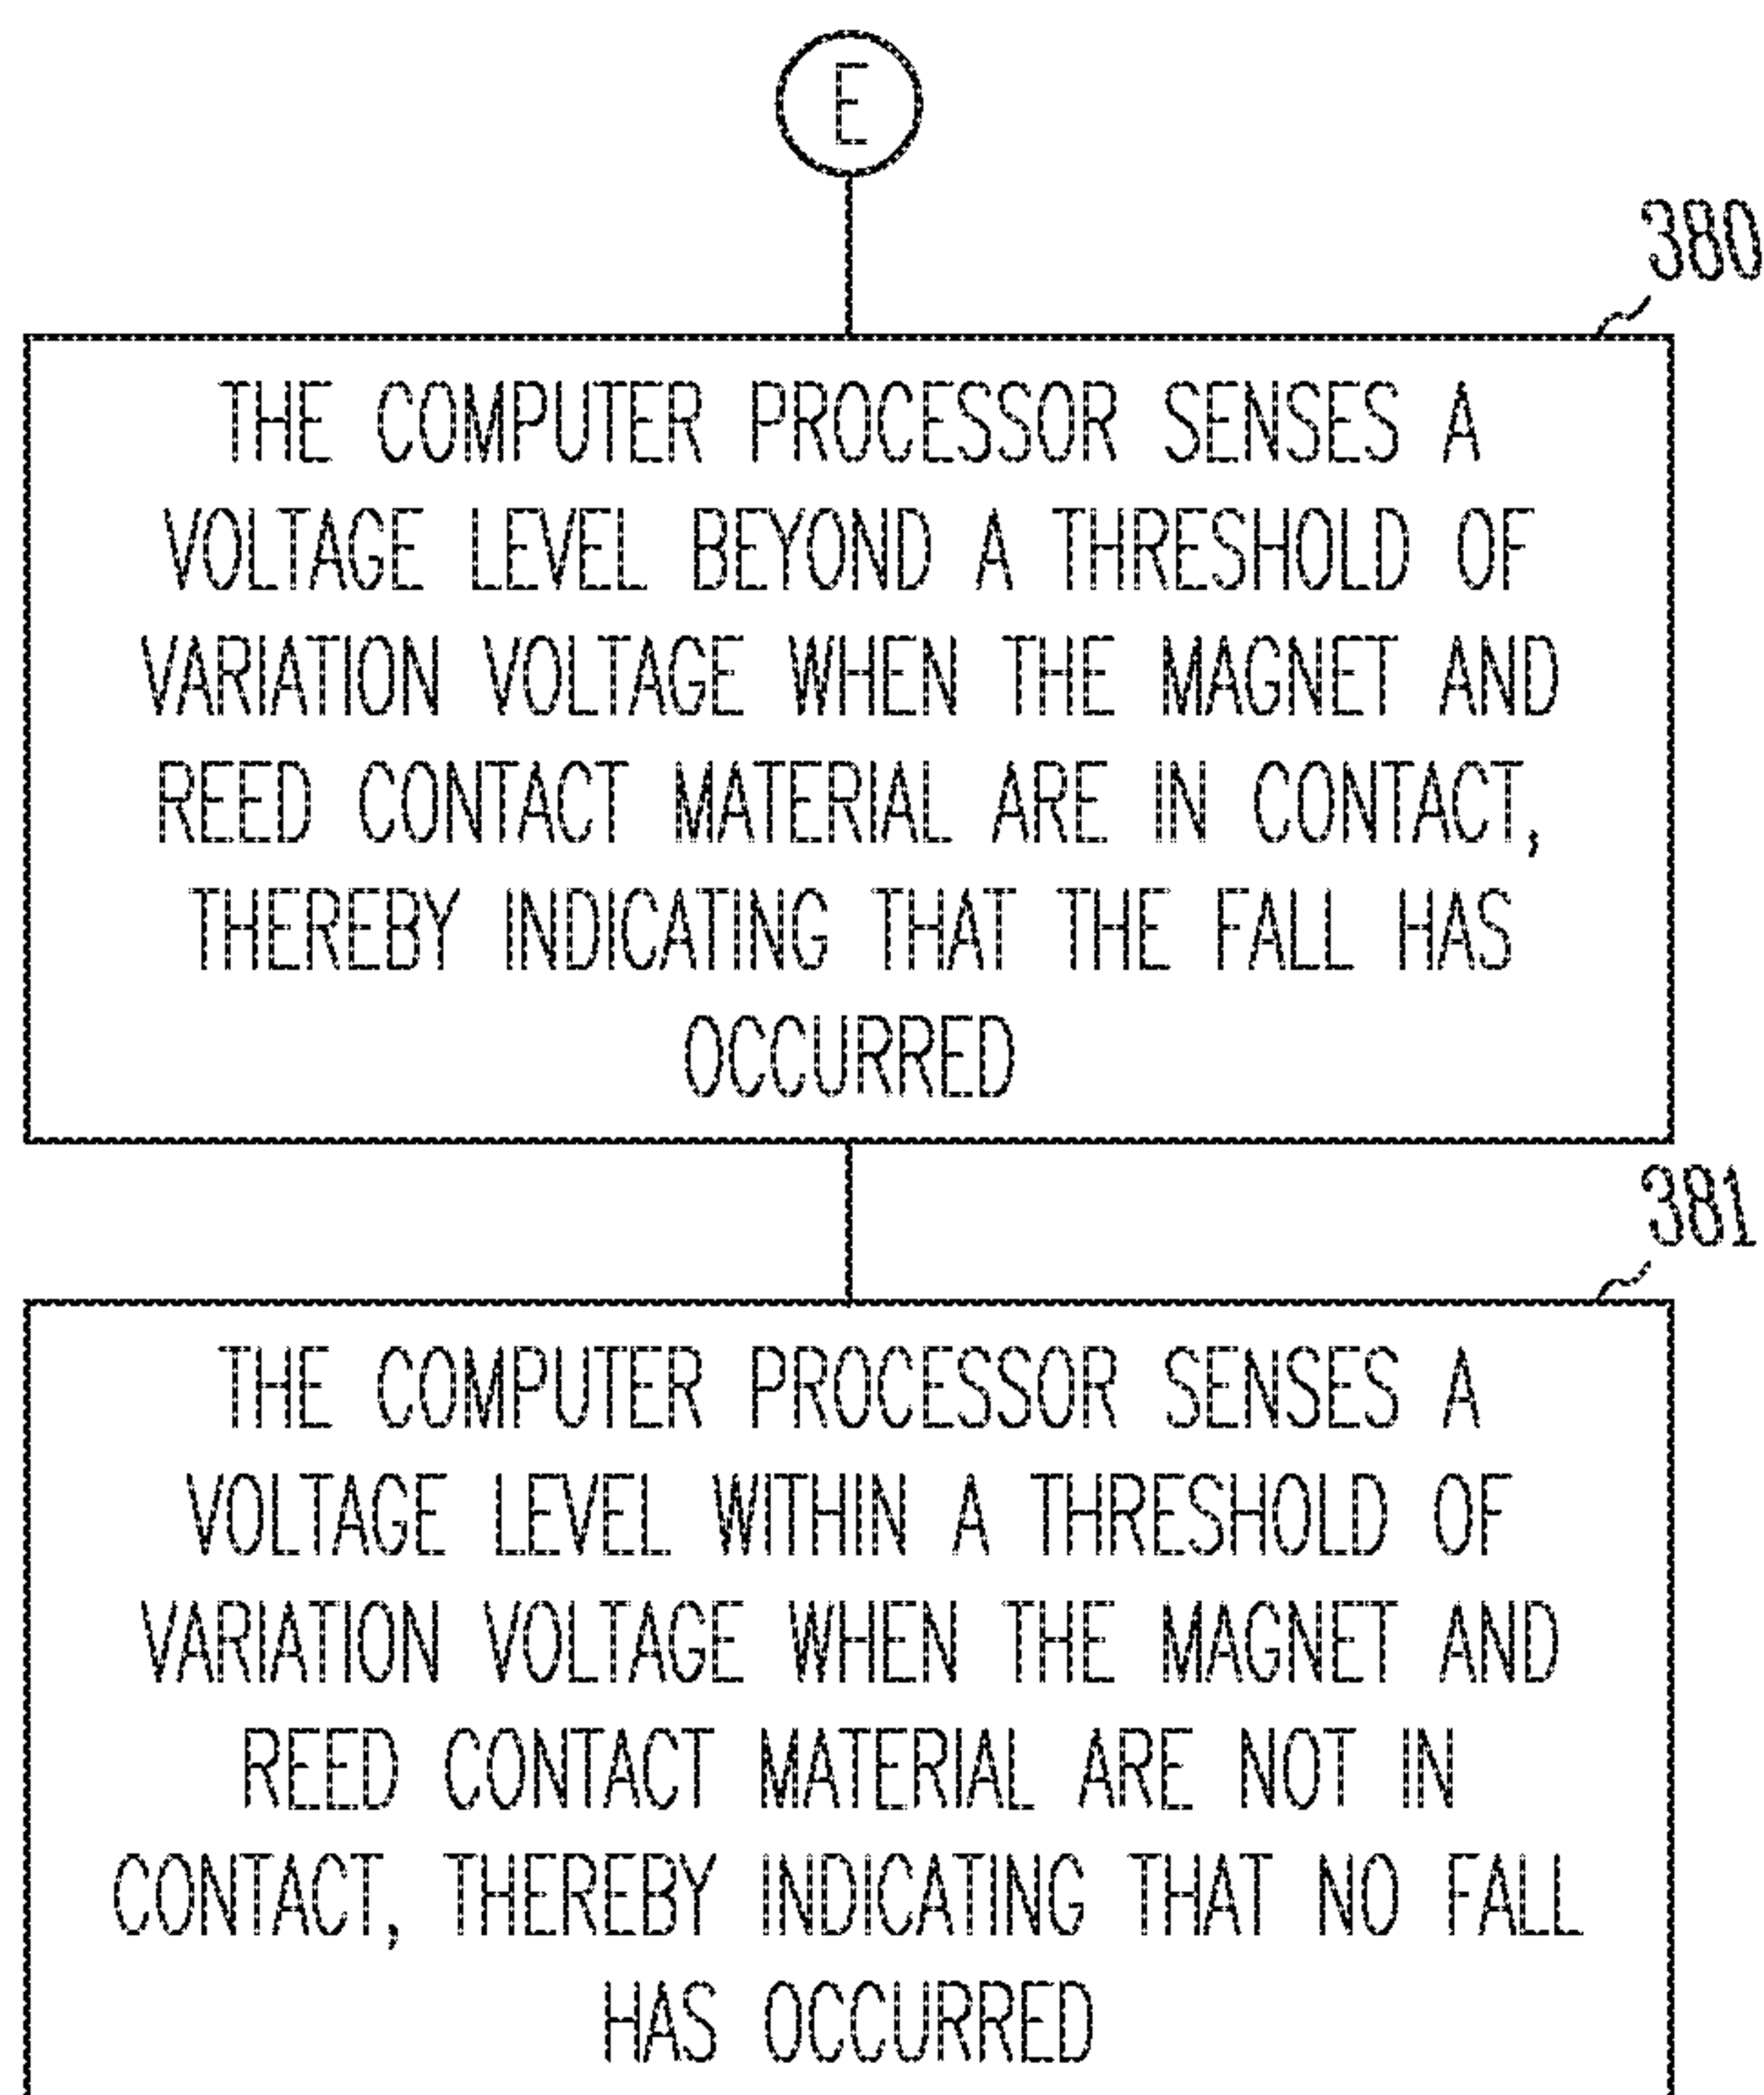 E
380
THE COMPUTER PROCESSOR SENSES A
VOLTAGE LEVEL BEYOND A THRESHOLD OF
VARIATION VOLTAGE WHEN THE MAGNET AND
REED CONTACT MATERIAL ARE IN CONTACT,
THEREBY INDICATING THAT THE FALL HAS
OCCURRED
381
THE COMPUTER PROCESSOR SENSES A
VOLTAGE LEVEL WITHIN A THRESHOLD OF
VARIATION VOLTAGE WHEN THE MAGNET AND
REED CONTACT MATERIAL ARE NOT IN
CONTACT, THEREBY INDICATING THAT NO FALL
HAS OCCURRED